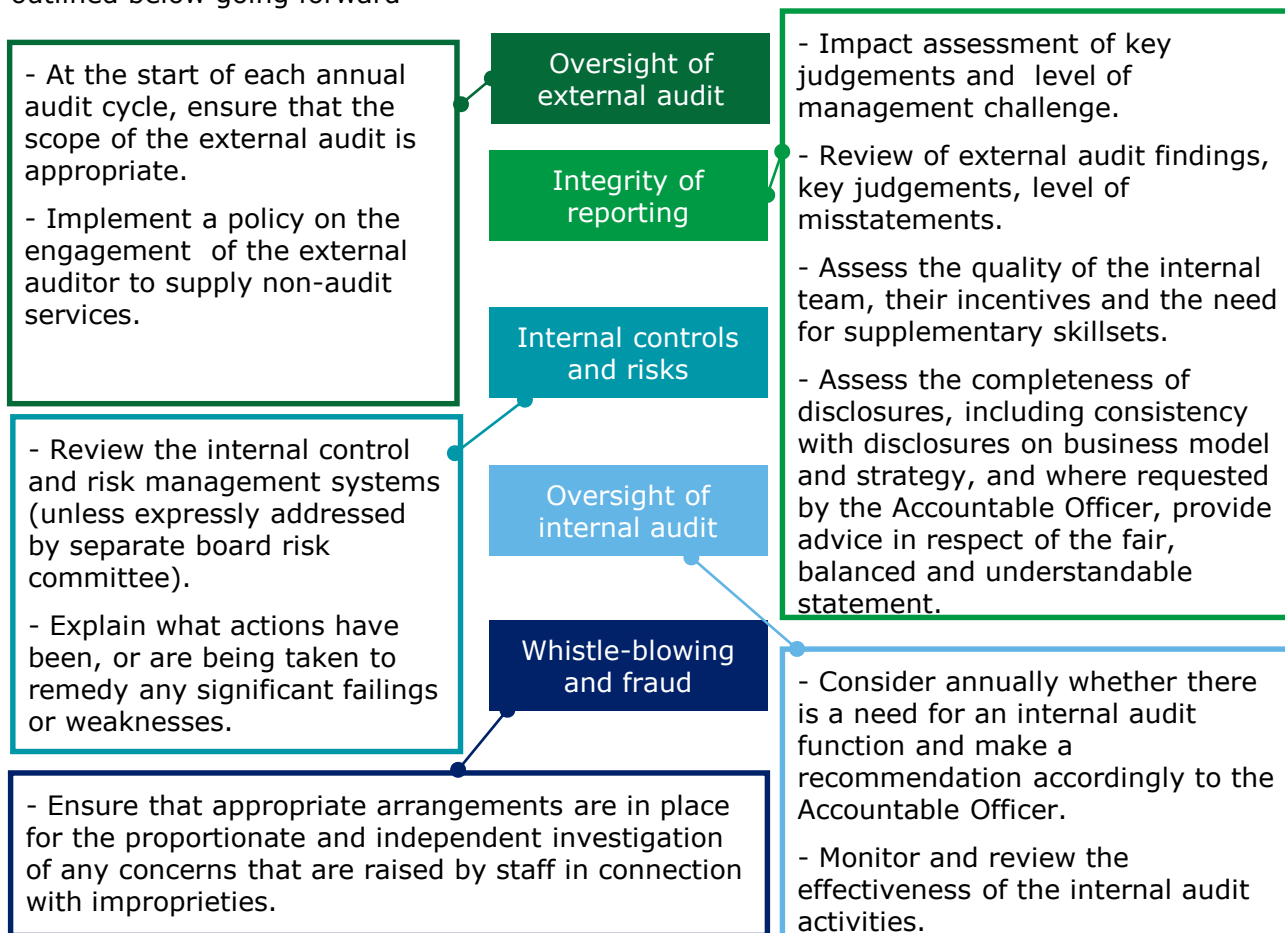 outlined below going forward
- At the start of each annual
audit cycle, ensure that the
scope of the external audit is
appropriate.
- Implement a policy on the
engagement  of the external
auditor to supply non-audit
services.
Oversight of
external audit
Integrity of
reporting
- Impact assessment of key
judgements and  level of
management challenge.
- Review of external audit findings,
key judgements, level of
misstatements.
- Assess the quality of the internal
team, their incentives and the need
for supplementary skillsets.
- Assess the completeness of
disclosures, including consistency
with disclosures on business model
and strategy, and where requested
by the Accountable Officer, provide
advice in respect of the fair,
balanced and understandable
statement.
Internal controls
and risks
- Review the internal control
and risk management systems
(unless expressly addressed
by separate board risk
committee).
- Explain what actions have
been, or are being taken to
remedy any significant failings
or weaknesses.
Oversight of
internal audit
- Consider annually whether there
is a need for an internal audit
function and make a
recommendation accordingly to the
Accountable Officer.
- Monitor and review the
effectiveness of the internal audit
activities.
Whistle-blowing
and fraud
- Ensure that appropriate arrangements are in place
for the proportionate and independent investigation
of any concerns that are raised by staff in connection
with improprieties.